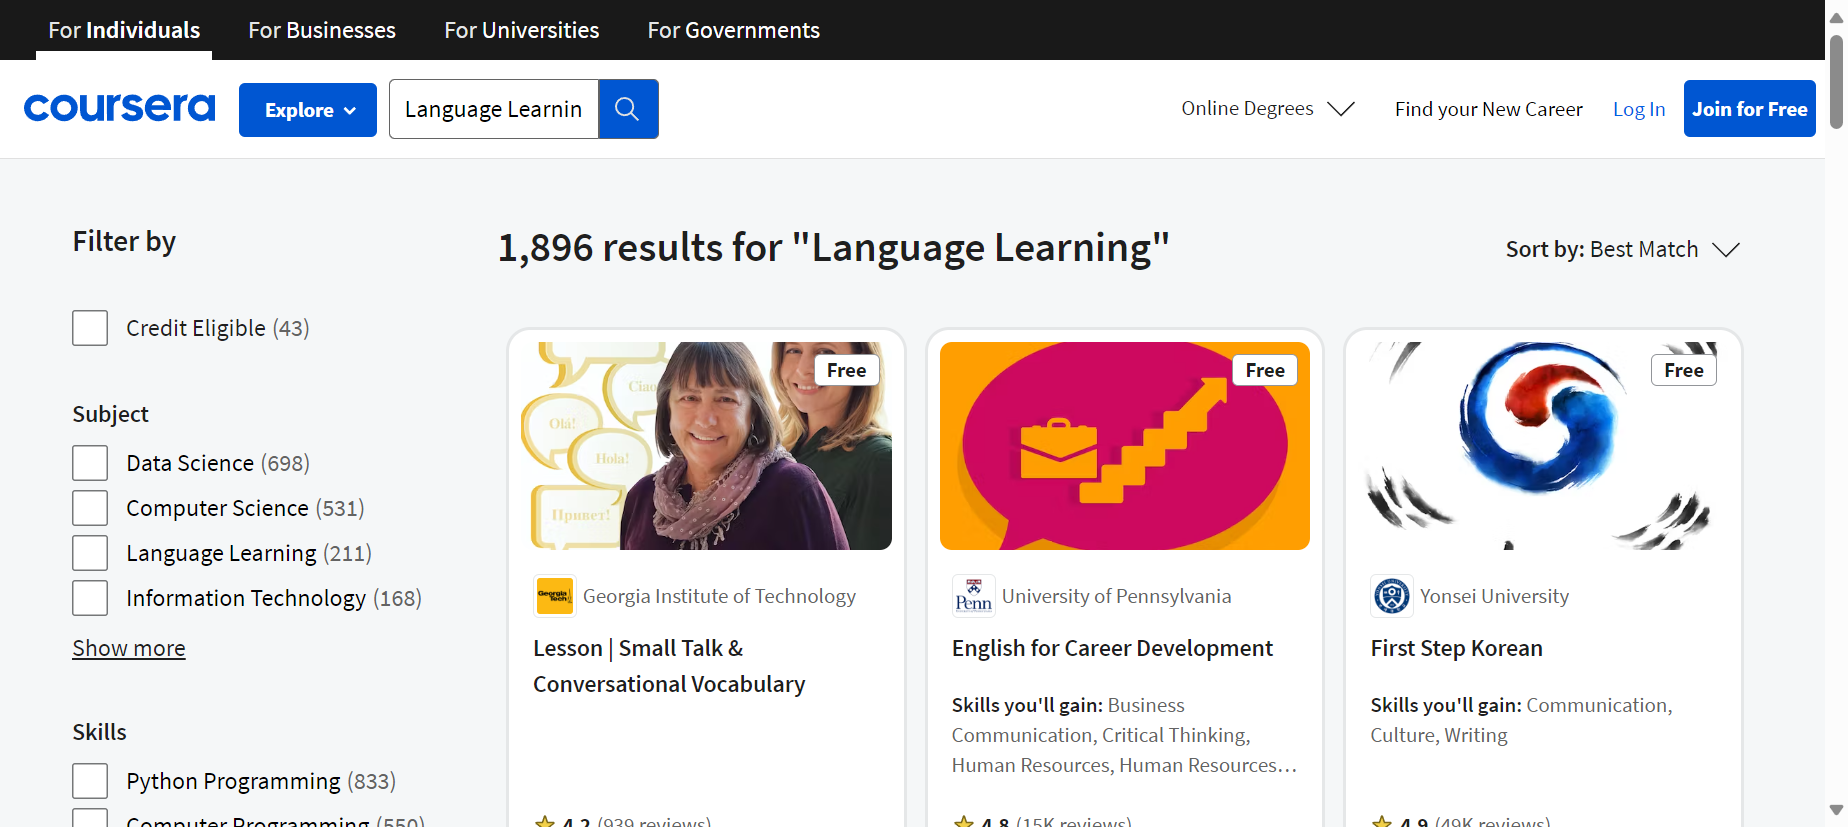 For Individuals
For Businesses
For Universities
For Governments
coursera
Explore
Language Learnin
Online Degrees
Find your New Career
Log In
Join for Free
Filter by
1,896 results for "Language Learning"
Sort by: Best Match
Credit Eligible (43)
Subject
Data Science (698)
Computer Science (531)
Language Learning (211)
Information Technology (168)
Show more
Skills
Python Programming (833)
Computer Programming (550)
Free
Ciao
Olá!
Hola!
Привет!
Georgia Tech
Georgia Institute of Technology
Lesson | Small Talk &
Conversational Vocabulary
4.2 (939 reviews)
Free
Penn
University of Pennsylvania
English for Career Development
Skills you'll gain: Business
Communication, Critical Thinking,
Human Resources, Human Resources…
4.8 (15K reviews)
Free
Yonsei University
First Step Korean
Skills you'll gain: Communication,
Culture, Writing
4.9 (49K reviews)